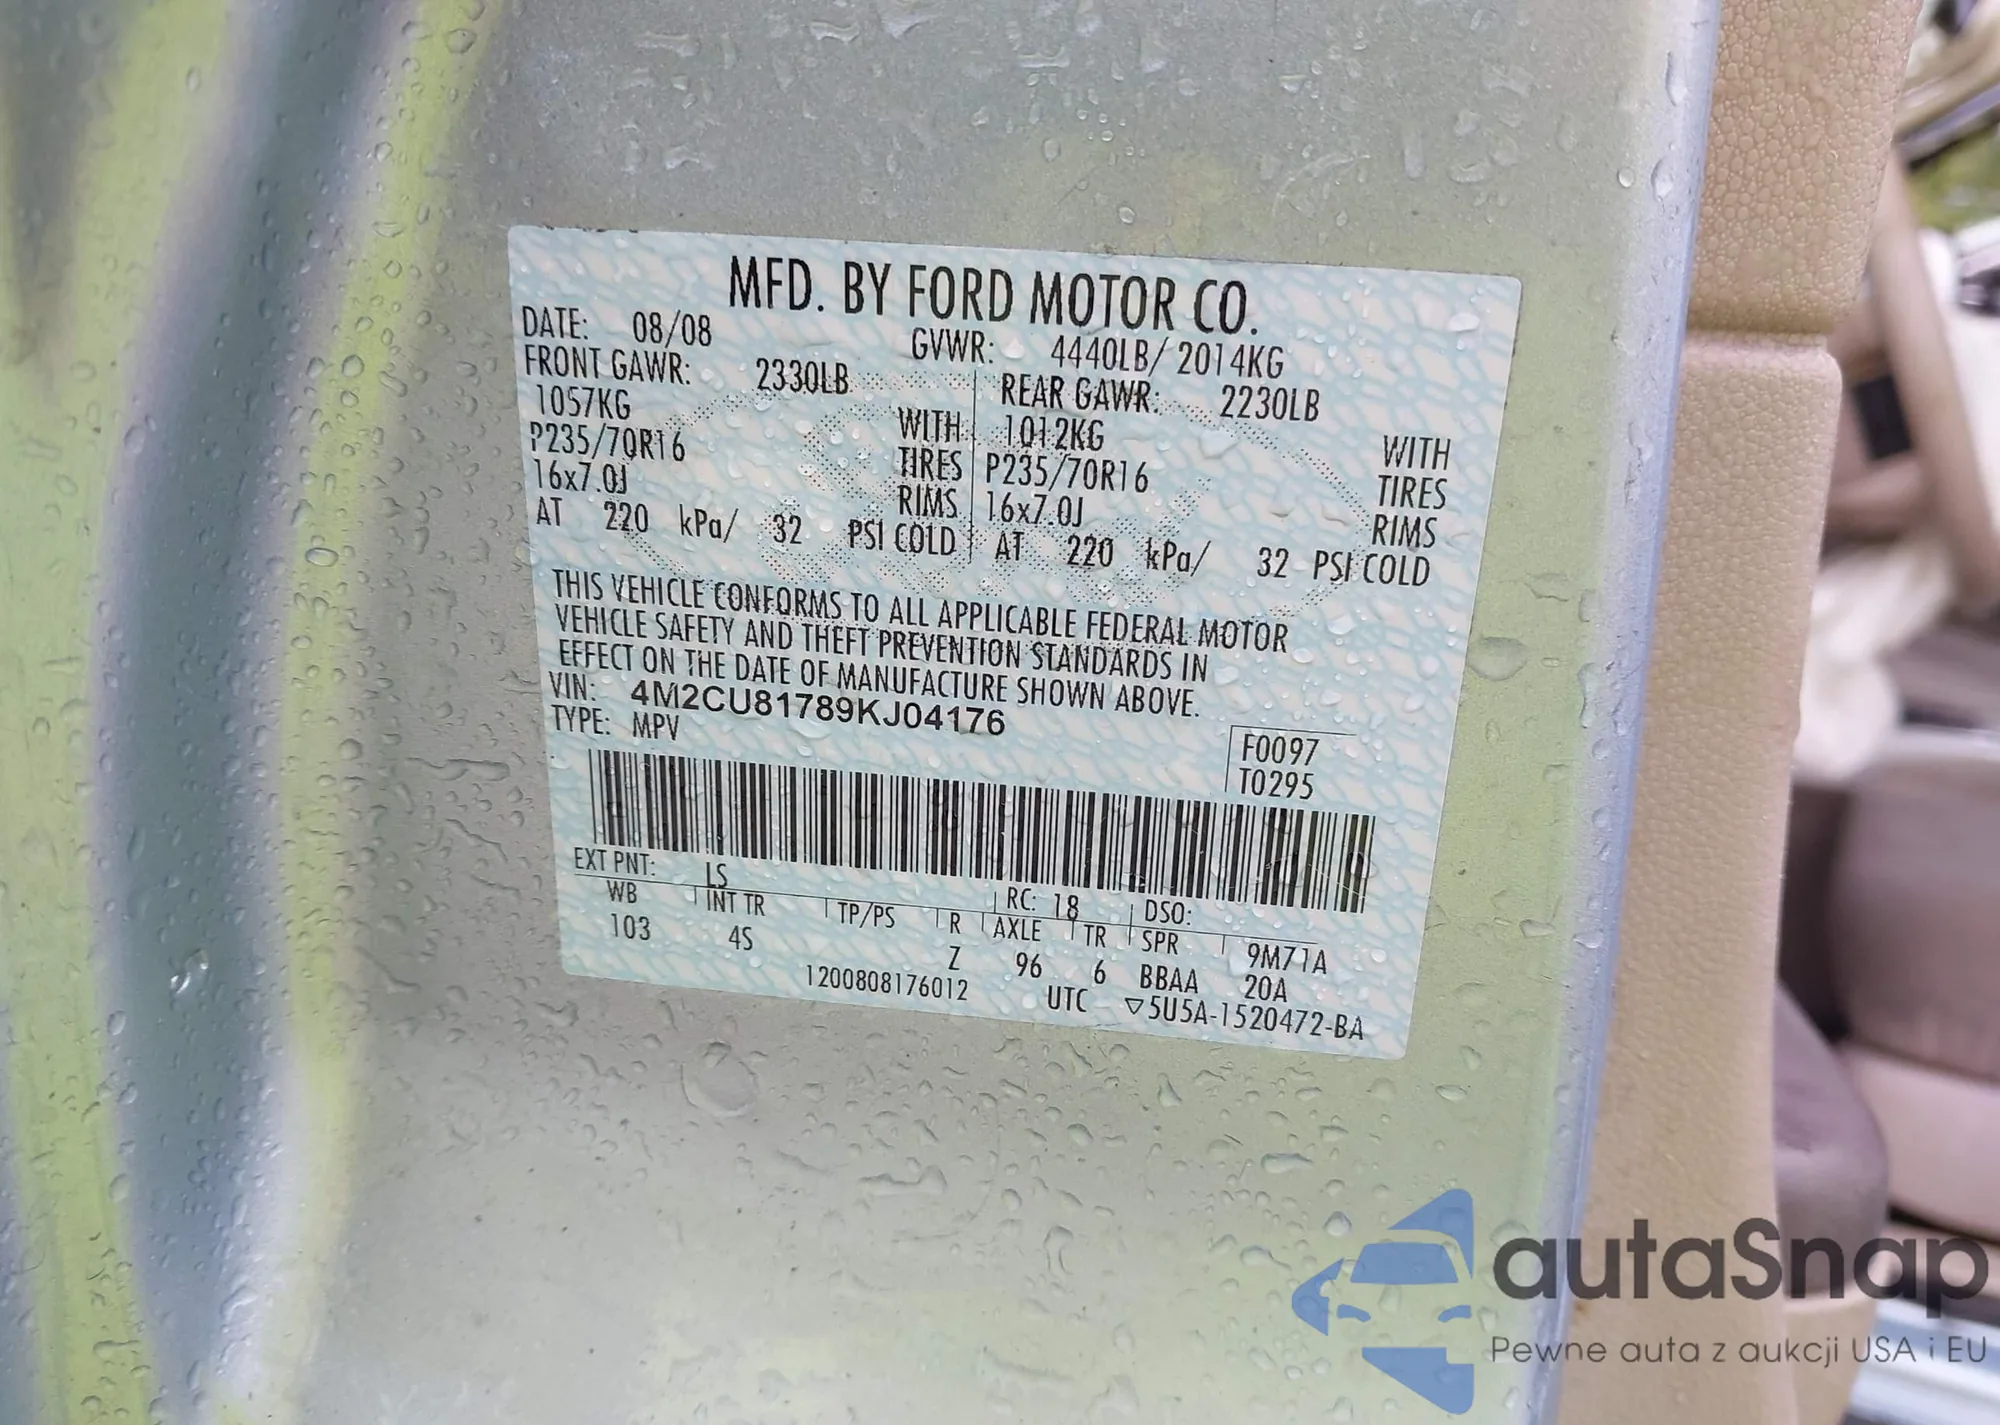 MFD. BY FORD MOTOR CO.
DATE: 08/08 GVWR: 4440LB/ 2014KG
FRONT GAWR: 2330LB REAR GAWR: 2230LB
1057KG WITH 1012KG WITH
P235/70R16 TIRES P235/70R16 TIRES
16x7.0J RIMS 16x7.0J RIMS
AT 220 kPa/ 32 PSI COLD AT 220 kPa/ 32 PSI COLD
THIS VEHICLE CONFORMS TO ALL APPLICABLE FEDERAL MOTOR
VEHICLE SAFETY AND THEFT PREVENTION STANDARDS IN
EFFECT ON THE DATE OF MANUFACTURE SHOWN ABOVE.
VIN: 4M2CU81789KJ04176
TYPE: MPV
F0097
T0295
EXT PNT: LS RC: 18 DSO:
WB INT TR TP/PS R AXLE TR SPR 9M71A
103 4S Z 96 6 BBAA 20A
1200808176012 UTC ▽5U5A-1520472-BA
autaSnap
Pewne auta z aukcji USA i EU